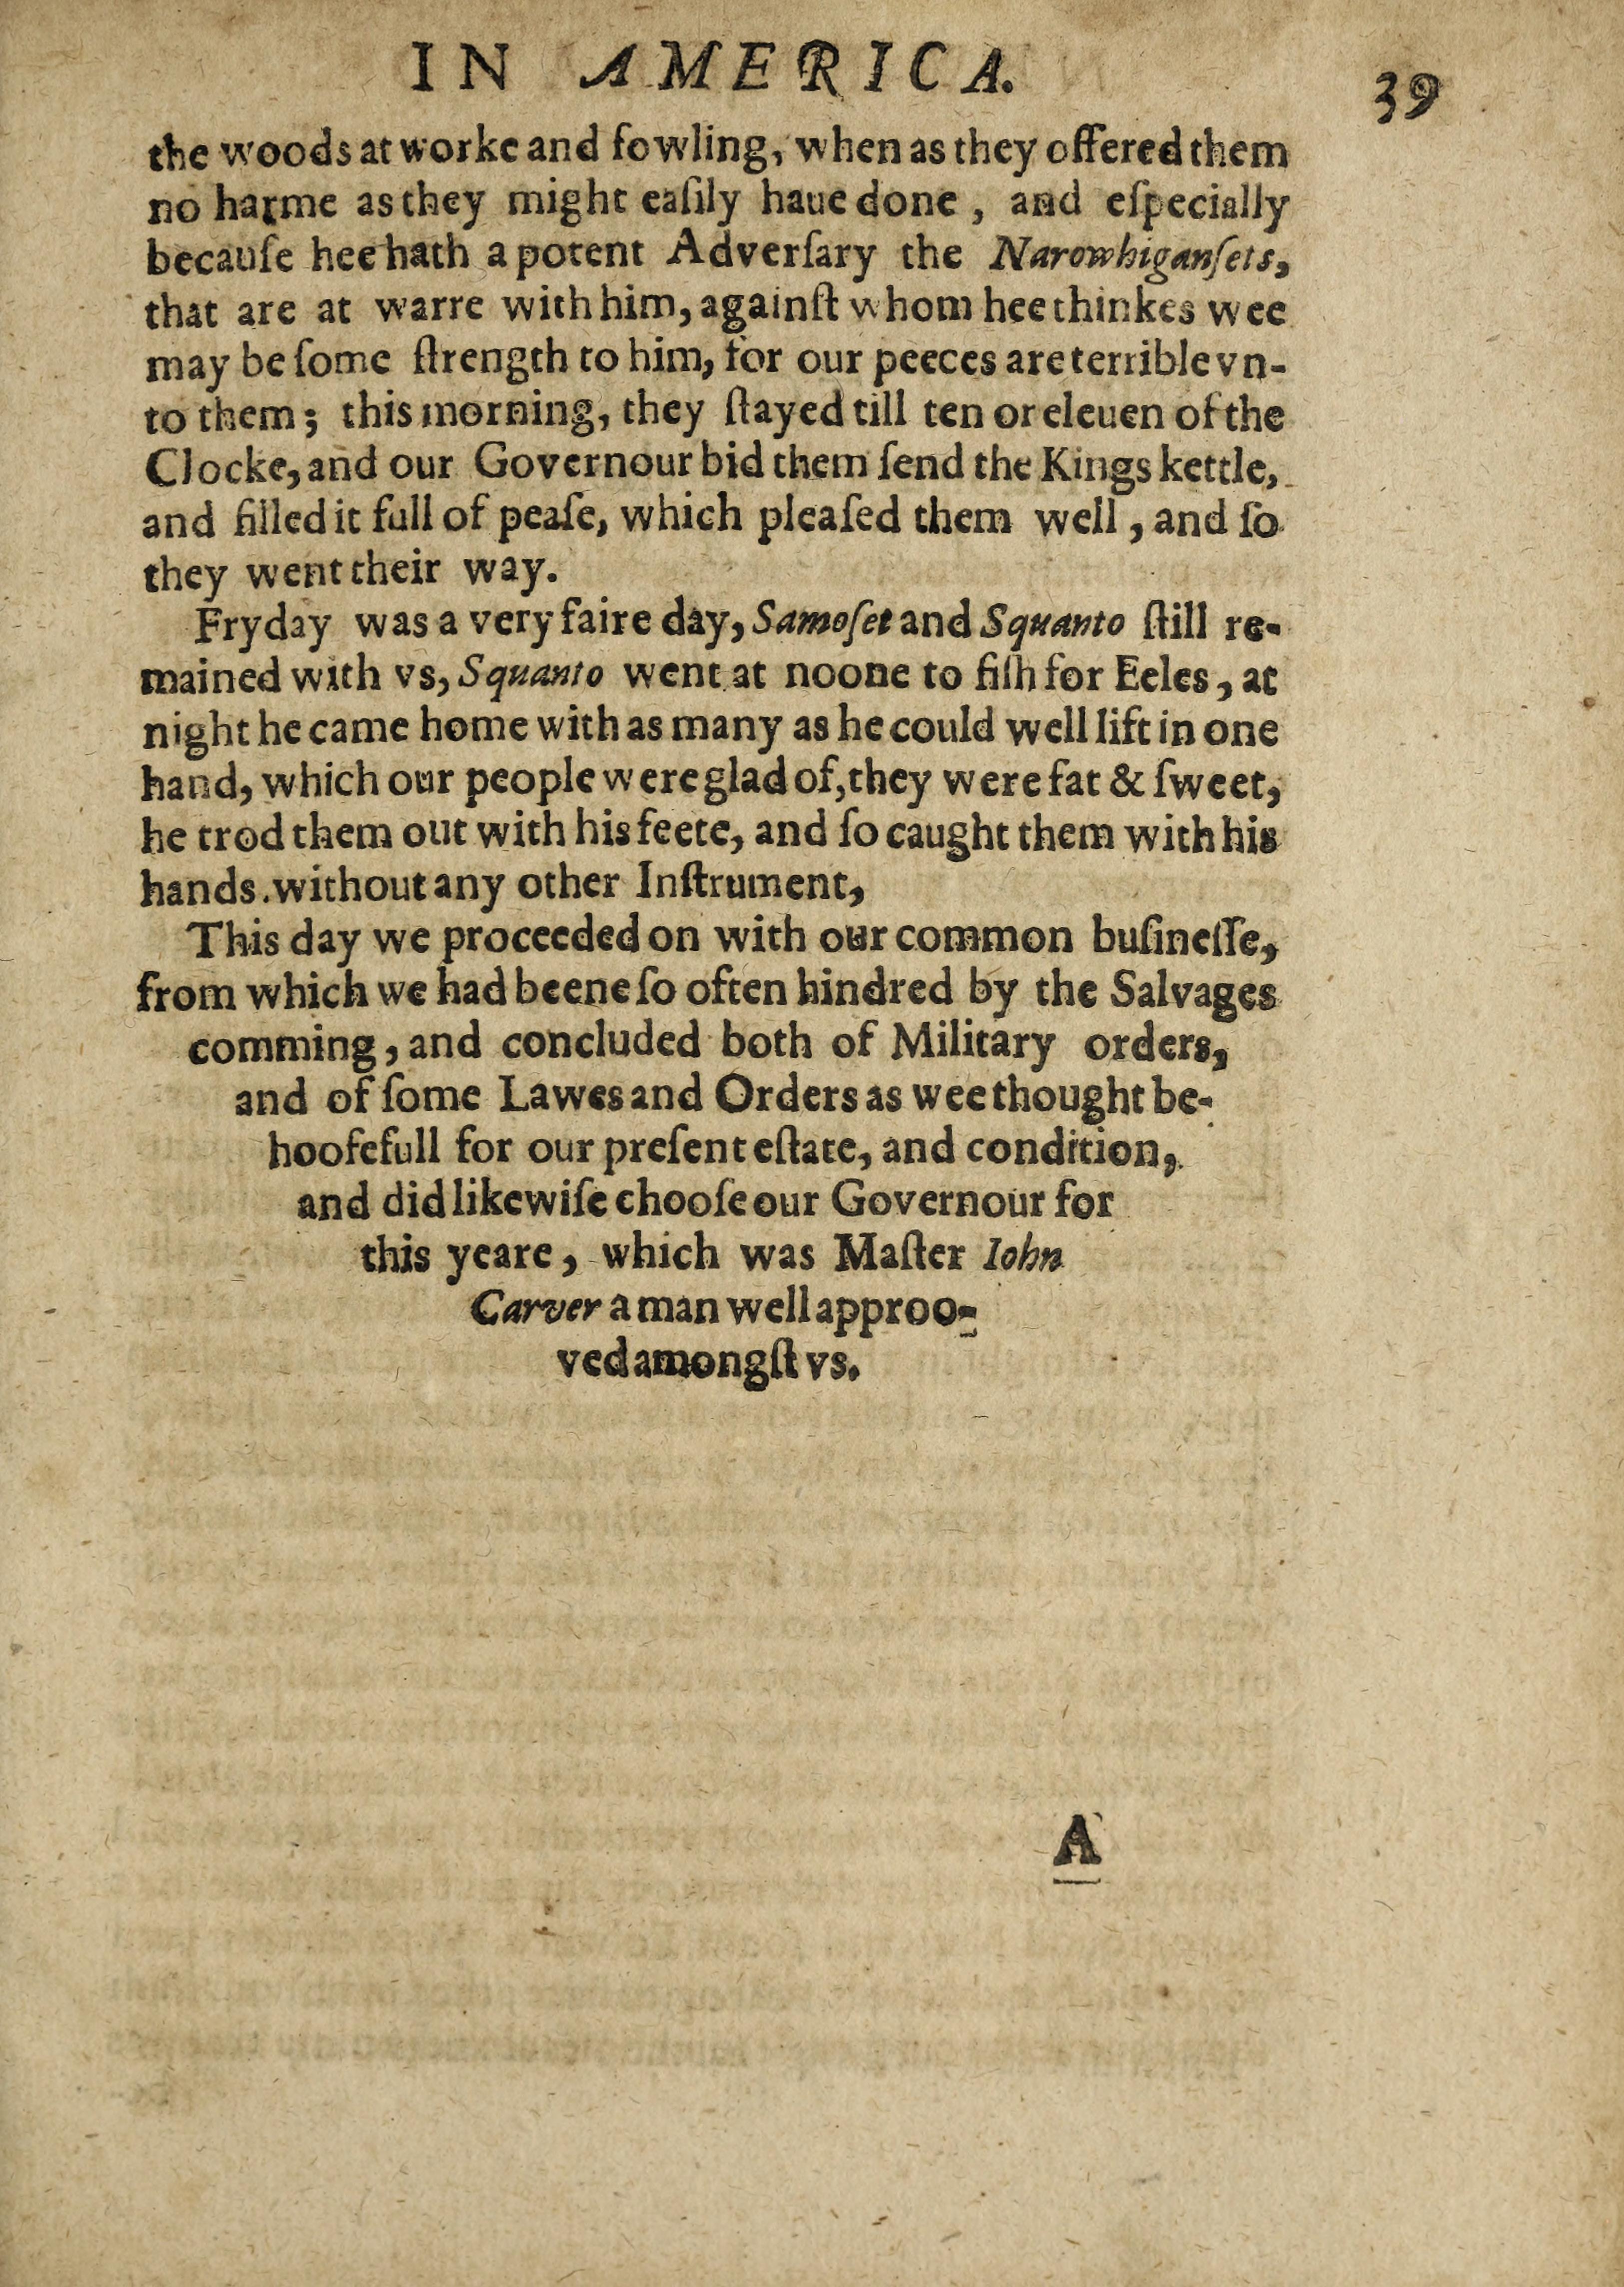 IN AMERICA.
39
the woods at worke and fowling, when as they offered them
no harme as they might eaſily haue done, and eſpecially
becauſe hee hath a potent Adverſary the Narowhiganſets,
that are at warre with him, againſt whom hee thinkes wee
may be ſome ſtrength to him, for our peeces are terrible vn-
to them; this morning, they ſtayed till ten or eleuen of the
Clocke, and our Governour bid them ſend the Kings kettle,
and filled it full of peaſe, which pleaſed them well, and ſo
they went their way.
Fryday was a very faire day, Samoſet and Squanto ſtill re-
mained with vs, Squanto went at noone to fiſh for Eeles, at
night he came home with as many as he could well lift in one
hand, which our people were glad of, they were fat & ſweet,
he trod them out with his feete, and ſo caught them with his
hands.without any other Inſtrument,
This day we proceeded on with our common buſineſſe,
from which we had beene ſo often hindred by the Salvages
comming, and concluded both of Military orders,
and of ſome Lawes and Orders as wee thought be-
hoofefull for our preſent eſtate, and condition,
and did likewiſe chooſe our Governour for
this yeare, which was Maſter Iohn
Carver a man well approo-
ved amongſt vs.
A